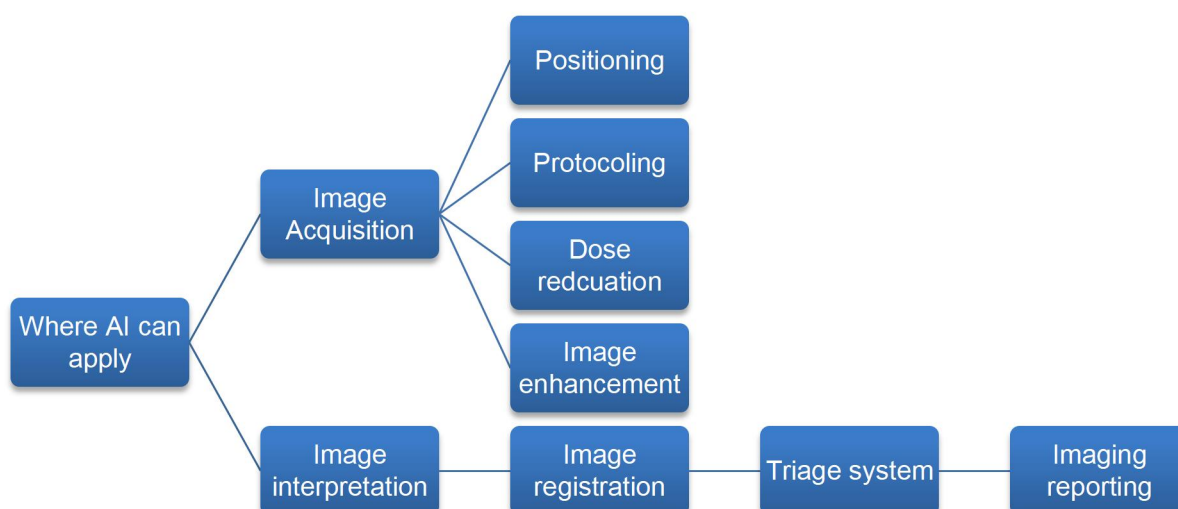 Positioning
Protocoling
Image
Acquisition
Dose
redcuation
Where AI can
apply
Image
enhancement
Image
interpretation
Image
registration
Triage system
Imaging
reporting